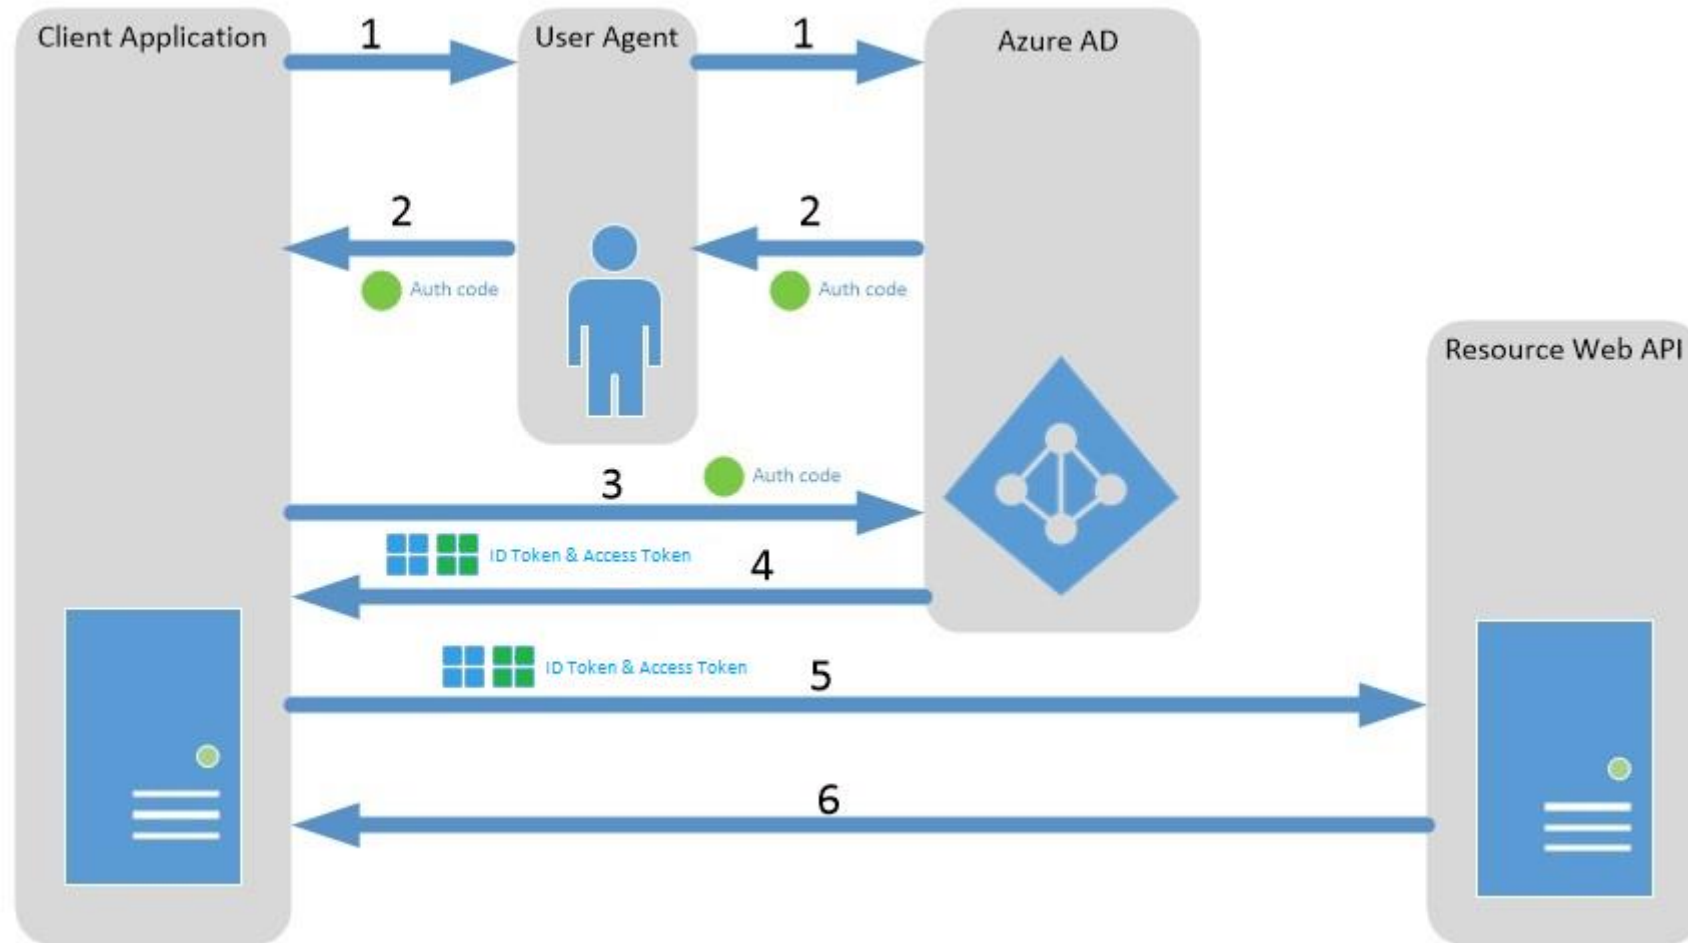 Client Application
1
User Agent
1
Azure AD
2
2
Auth code
Auth code
Resource Web API
3
Auth code
ID Token & Access Token
4
ID Token & Access Token
5
6